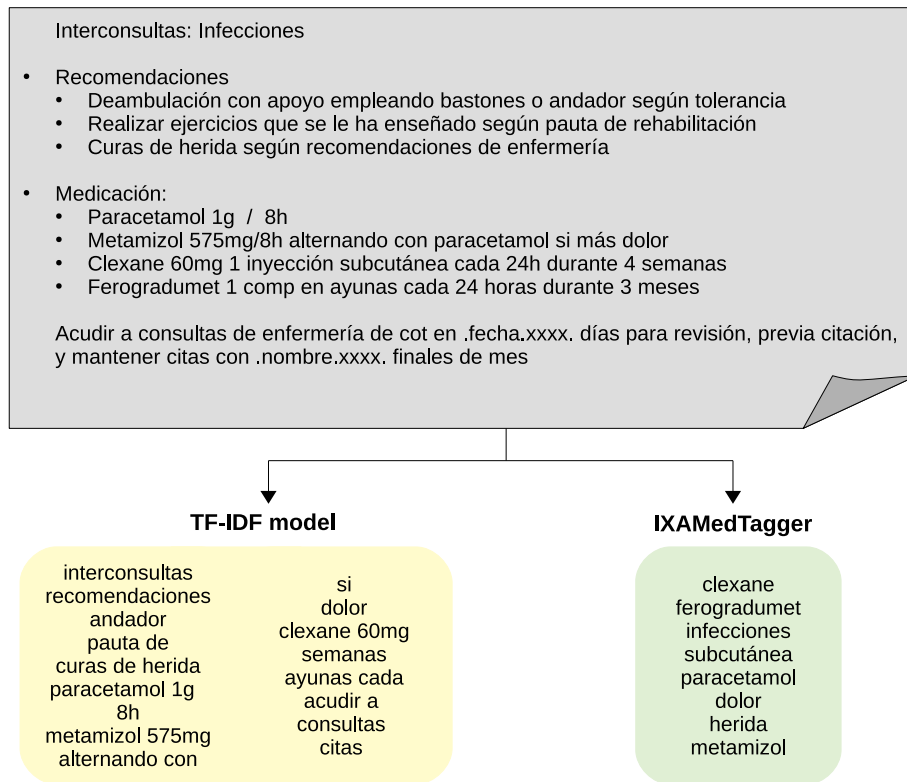 Interconsultas: Infecciones
• Recomendaciones
• Deambulación con apoyo empleando bastones o andador según tolerancia
• Realizar ejercicios que se le ha enseñado según pauta de rehabilitación
• Curas de herida según recomendaciones de enfermería
• Medicación:
• Paracetamol 1g / 8h
• Metamizol 575mg/8h alternando con paracetamol si más dolor
• Clexane 60mg 1 inyección subcutánea cada 24h durante 4 semanas
• Ferogradumet 1 comp en ayunas cada 24 horas durante 3 meses
Acudir a consultas de enfermería de cot en .fecha.xxxx. días para revisión, previa citación,
y mantener citas con .nombre.xxxx. finales de mes
TF-IDF model
interconsultas
recomendaciones
andador
pauta de
curas de herida
paracetamol 1g
8h
metamizol 575mg
alternando con
si
dolor
clexane 60mg
semanas
ayunas cada
acudir a
consultas
citas
IXAMedTagger
clexane
ferogradumet
infecciones
subcutánea
paracetamol
dolor
herida
metamizol